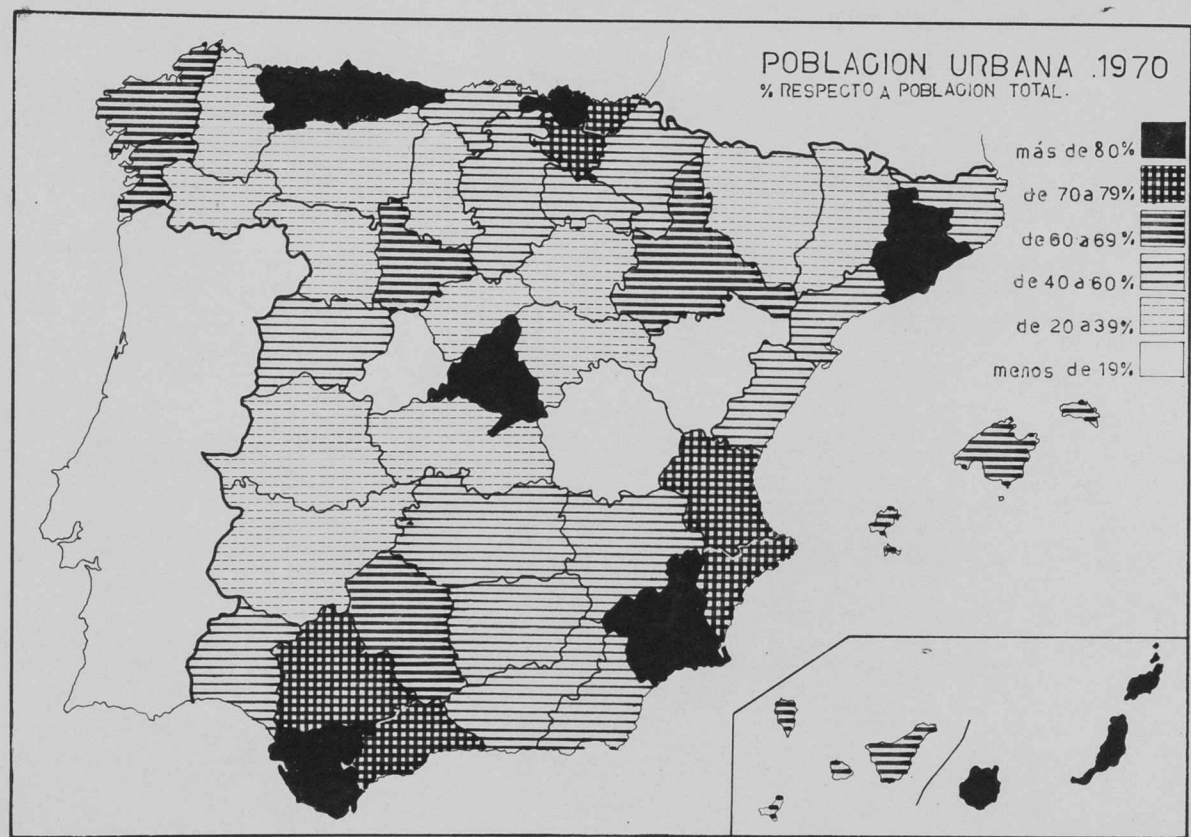 POBLACION URBANA .1970
% RESPECTO A POBLACION TOTAL.
más de 80%
de 70 a 79%
de 60 a 69%
de 40 a 60%
de 20 a 39%
menos de 19%